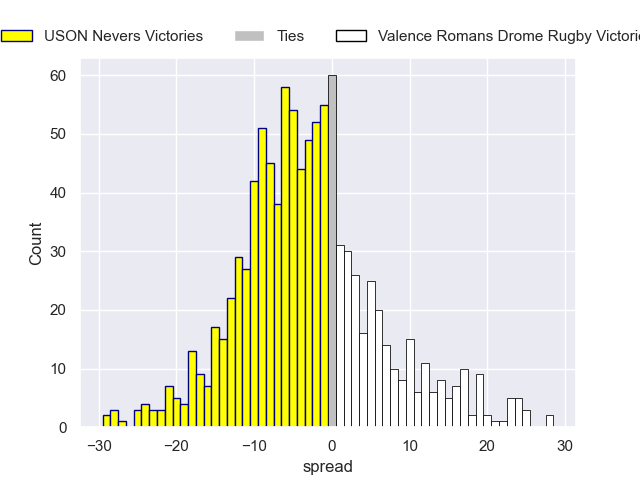 USON Nevers Victories Ties Valence Romans Drome Rugby Victori
60
50
40
30
20
10
0
Count
−30 −20 −10 0 10 20 30
spread